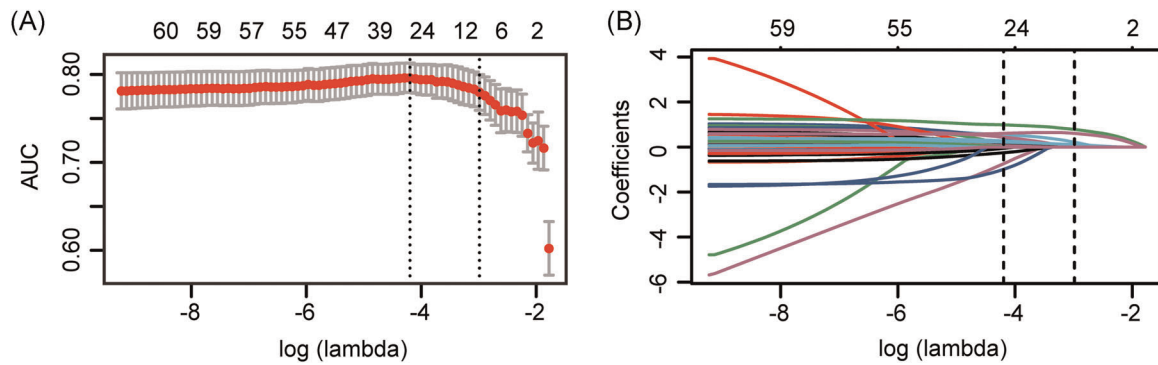 (A)
60 59 57 55 47 39 24 12 6 2
AUC
0.80
0.70
0.60
-8 -6 -4 -2
log (lambda)
(B)
59 55 24 2
Coefficients
4
2
0
-2
-4
-6
-8 -6 -4 -2
log (lambda)